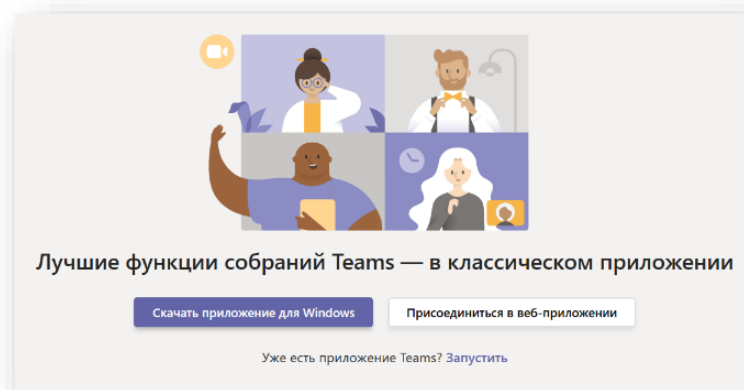 Лучшие функции собраний Teams — в классическом приложении
Скачать приложение для Windows
Присоединиться в веб-приложении
Уже есть приложение Teams? Запустить